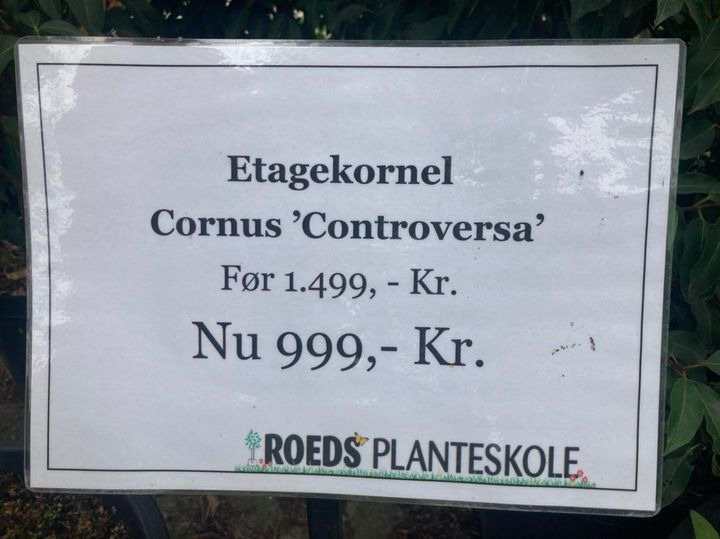 Etagekornel
Cornus ’Controversa’
Før 1.499, - Kr.
Nu 999,- Kr.
ROEDS PLANTESKOLE